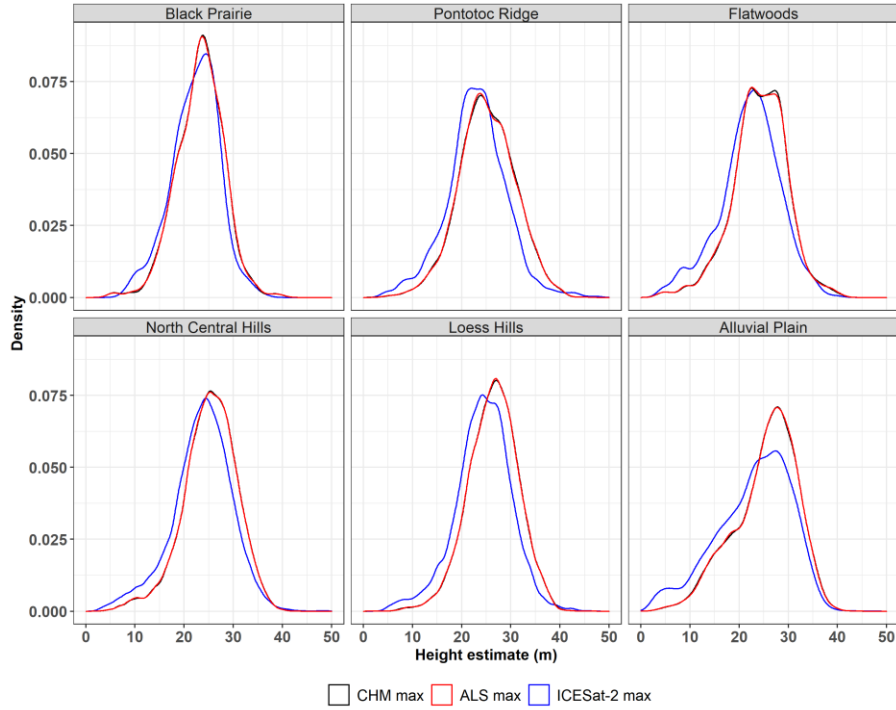 Black Prairie Pontotoc Ridge Flatwoods
0.075
0.050
0.025
0.000
North Central Hills Loess Hills Alluvial Plain
0.075
0.050
0.025
0.000
0 10 20 30 40 50 0 10 20 30 40 50 0 10 20 30 40 50
Density
Height estimate (m)
CHM max ALS max ICESat-2 max